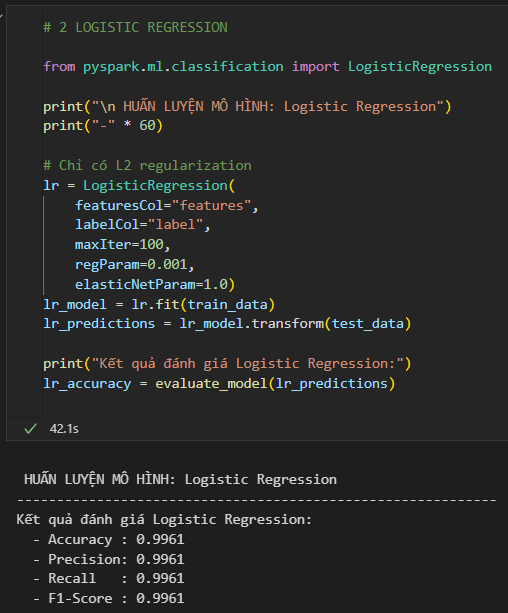 # 2 LOGISTIC REGRESSION
from pyspark.ml.classification import LogisticRegression
print("\n HUẤN LUYỆN MÔ HÌNH: Logistic Regression")
print("-" * 60)
# Chỉ có L2 regularization
lr = LogisticRegression(
    featuresCol="features",
    labelCol="label",
    maxIter=100,
    regParam=0.001,
    elasticNetParam=1.0)
lr_model = lr.fit(train_data)
lr_predictions = lr_model.transform(test_data)
print("Kết quả đánh giá Logistic Regression:")
lr_accuracy = evaluate_model(lr_predictions)
42.1s
HUẤN LUYỆN MÔ HÌNH: Logistic Regression
------------------------------------------------------------
Kết quả đánh giá Logistic Regression:
  - Accuracy : 0.9961
  - Precision: 0.9961
  - Recall   : 0.9961
  - F1-Score : 0.9961